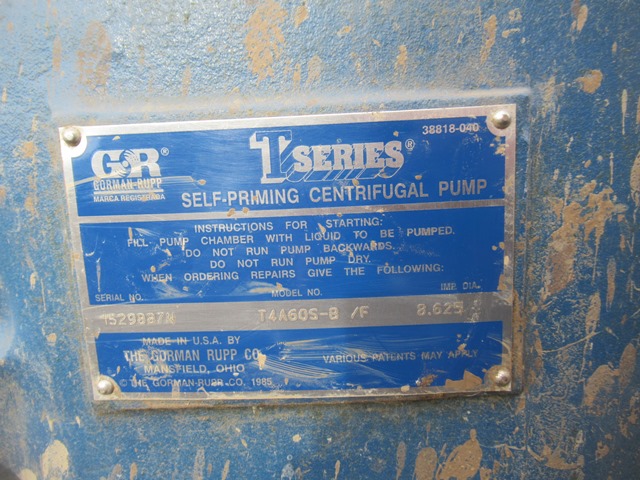 38818-040
G&R®
GORMAN-RUPP
MARCA REGISTRADA
T SERIES®
SELF-PRIMING CENTRIFUGAL PUMP
INSTRUCTIONS FOR STARTING:
FILL PUMP CHAMBER WITH LIQUID TO BE PUMPED.
DO NOT RUN PUMP BACKWARDS.
DO NOT RUN PUMP DRY.
WHEN ORDERING REPAIRS GIVE THE FOLLOWING:
SERIAL NO. MODEL NO. IMP. DIA.
1529887N T4A60S-B /F 8.625
MADE IN U.S.A. BY
THE GORMAN RUPP CO.
MANSFIELD, OHIO
VARIOUS PATENTS MAY APPLY
© THE GORMAN-RUPP CO. 1985